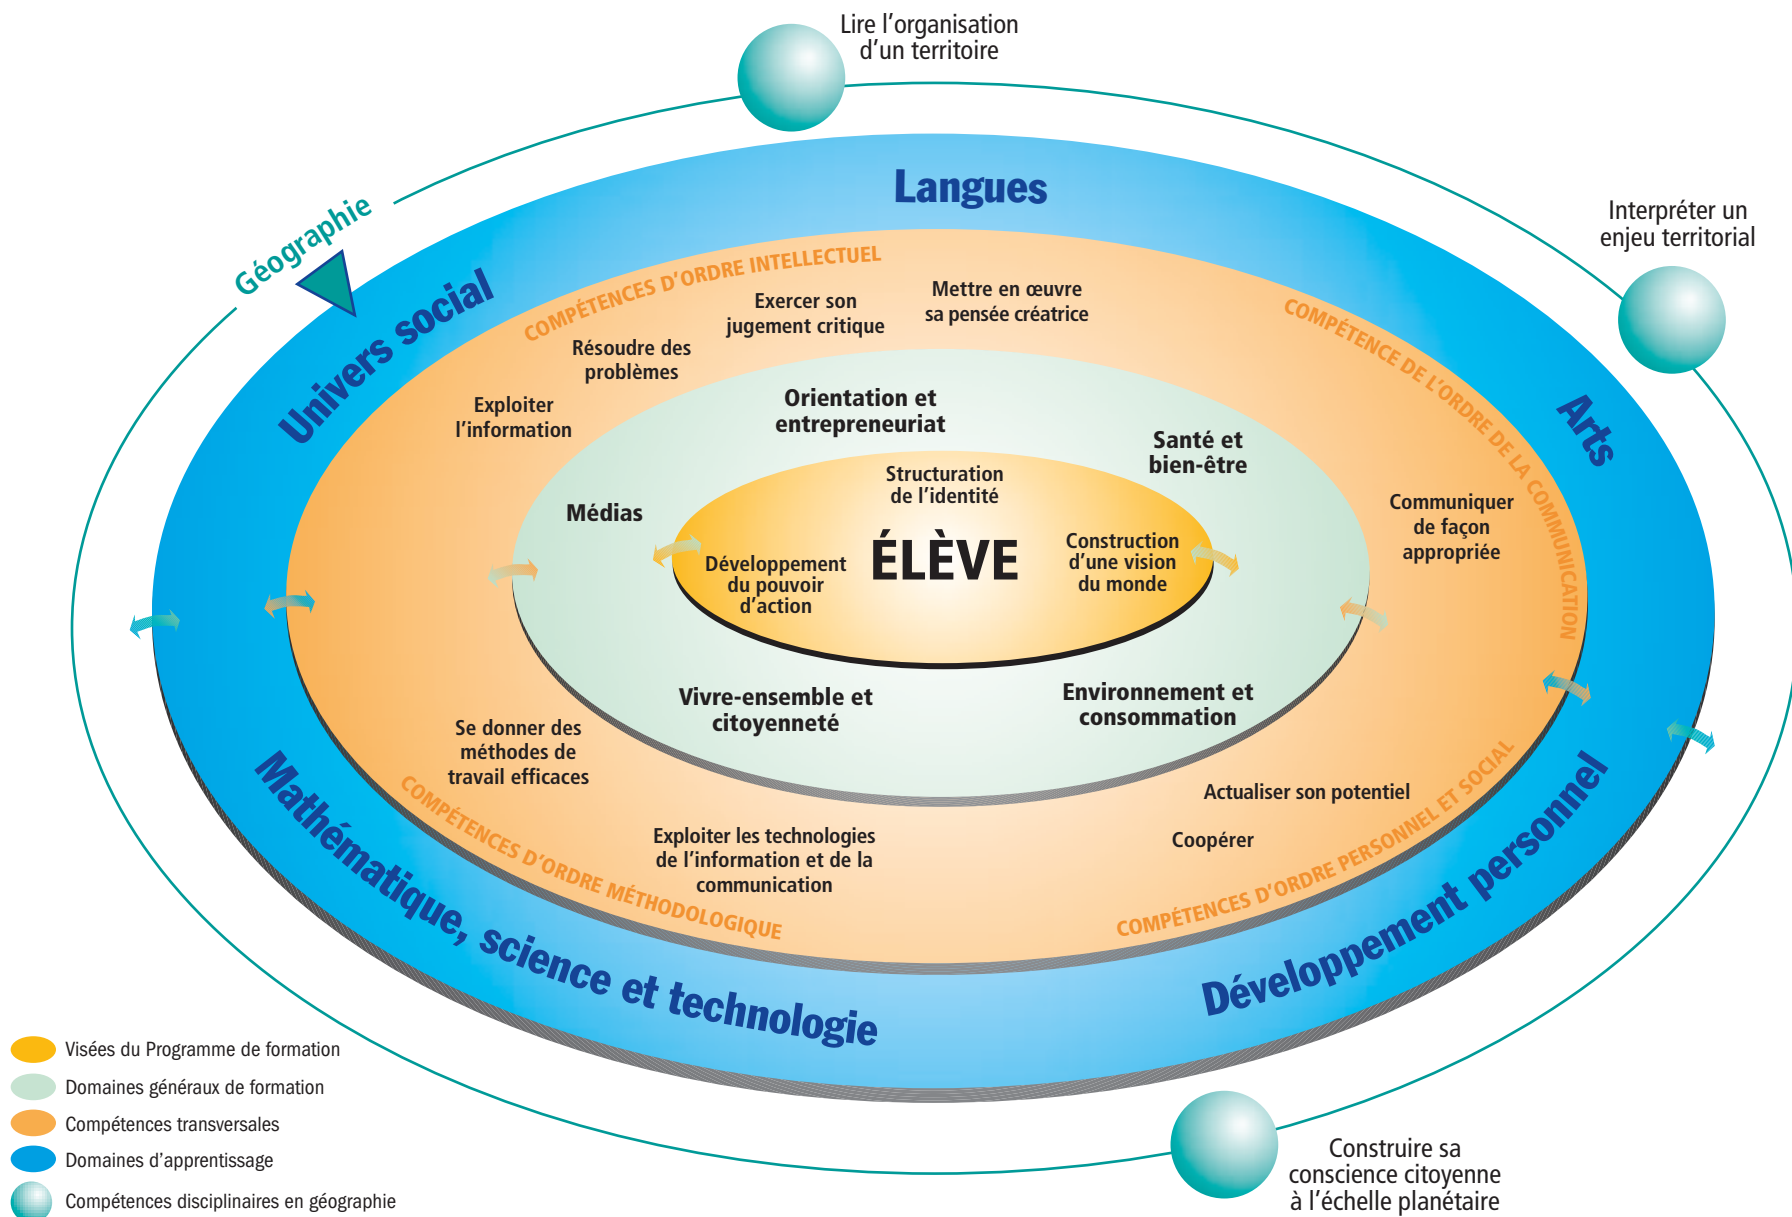 Lire l'organisation
d'un territoire
Interpréter un
enjeu territorial
Géographie
Langues
Univers social
Arts
COMPÉTENCES D'ORDRE INTELLECTUEL
COMPÉTENCE DE L'ORDRE DE LA COMMUNICATION
Mettre en œuvre
sa pensée créatrice
Exercer son
jugement critique
Résoudre des
problèmes
Exploiter
l'information
Orientation et
entrepreneuriat
Santé et
bien-être
Médias
Structuration
de l'identité
ÉLÈVE
Développement
du pouvoir
d'action
Construction
d'une vision
du monde
Communiquer
de façon
appropriée
Vivre-ensemble et
citoyenneté
Environnement et
consommation
Se donner des
méthodes de
travail efficaces
Exploiter les technologies
de l'information et de la
communication
Actualiser son potentiel
Coopérer
COMPÉTENCES D'ORDRE MÉTHODOLOGIQUE
COMPÉTENCES D'ORDRE PERSONNEL ET SOCIAL
Mathématique, science et technologie
Développement personnel
Construire sa
conscience citoyenne
à l'échelle planétaire
Visées du Programme de formation
Domaines généraux de formation
Compétences transversales
Domaines d'apprentissage
Compétences disciplinaires en géographie